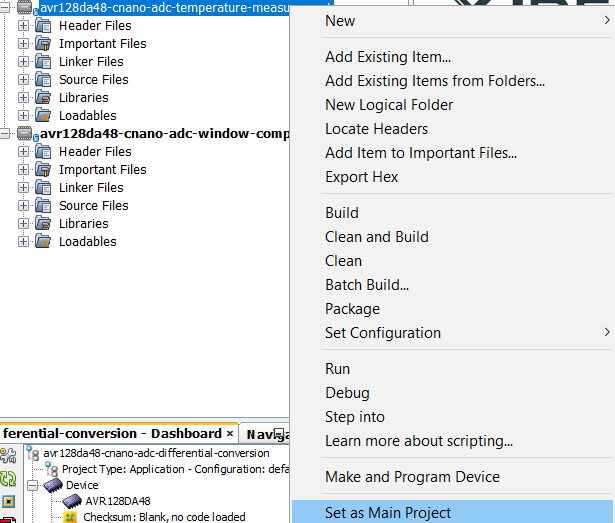 avr128da48-cnano-adc-temperature-measu
Header Files
Important Files
Linker Files
Source Files
Libraries
Loadables
avr128da48-cnano-adc-window-comp
Header Files
Important Files
Linker Files
Source Files
Libraries
Loadables
New
Add Existing Item...
Add Existing Items from Folders...
New Logical Folder
Locate Headers
Add Item to Important Files...
Export Hex
Build
Clean and Build
Clean
Batch Build...
Package
Set Configuration
Run
Debug
Step into
Learn more about scripting...
Make and Program Device
Set as Main Project
ferential-conversion - Dashboard × Naviga
avr128da48-cnano-adc-differential-conversion
Project Type: Application - Configuration: defa
Device
AVR128DA48
Checksum: Blank, no code loaded